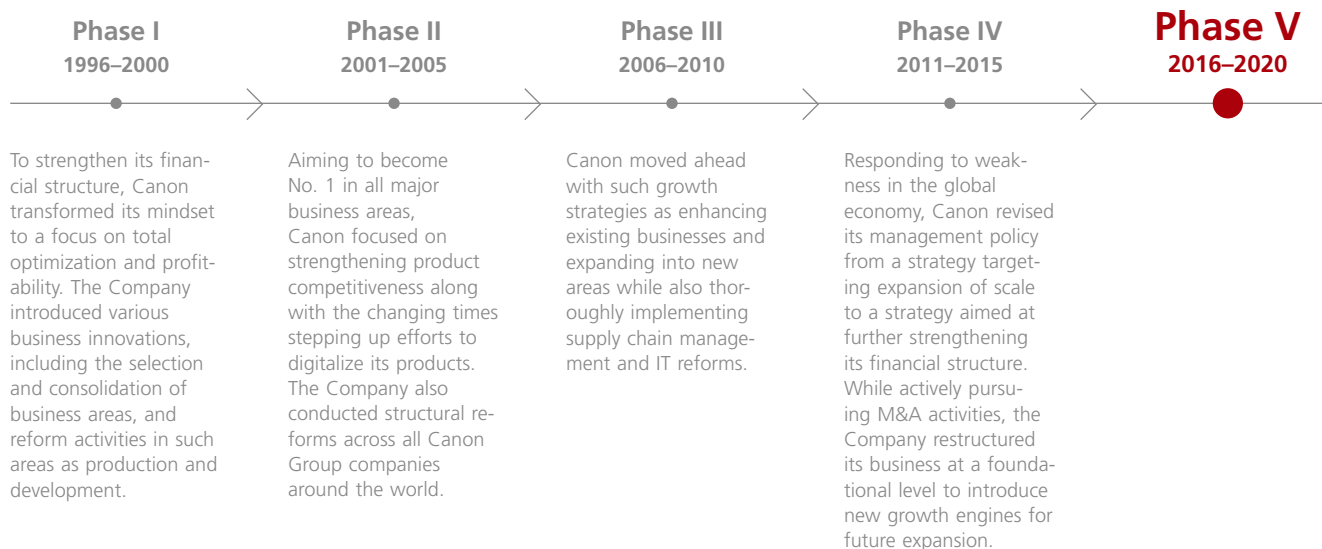 Phase I
1996–2000
To strengthen its finan-
cial structure, Canon
transformed its mindset
to a focus on total
optimization and profit-
ability. The Company
introduced various
business innovations,
including the selection
and consolidation of
business areas, and
reform activities in such
areas as production and
development.
Phase II
2001–2005
Aiming to become
No. 1 in all major
business areas,
Canon focused on
strengthening product
competitiveness along
with the changing times
stepping up efforts to
digitalize its products.
The Company also
conducted structural re-
forms across all Canon
Group companies
around the world.
Phase III
2006–2010
Canon moved ahead
with such growth
strategies as enhancing
existing businesses and
expanding into new
areas while also thor-
oughly implementing
supply chain manage-
ment and IT reforms.
Phase IV
2011–2015
Responding to weak-
ness in the global
economy, Canon revised
its management policy
from a strategy target-
ing expansion of scale
to a strategy aimed at
further strengthening
its financial structure.
While actively pursu-
ing M&A activities, the
Company restructured
its business at a founda-
tional level to introduce
new growth engines for
future expansion.
Phase V
2016–2020